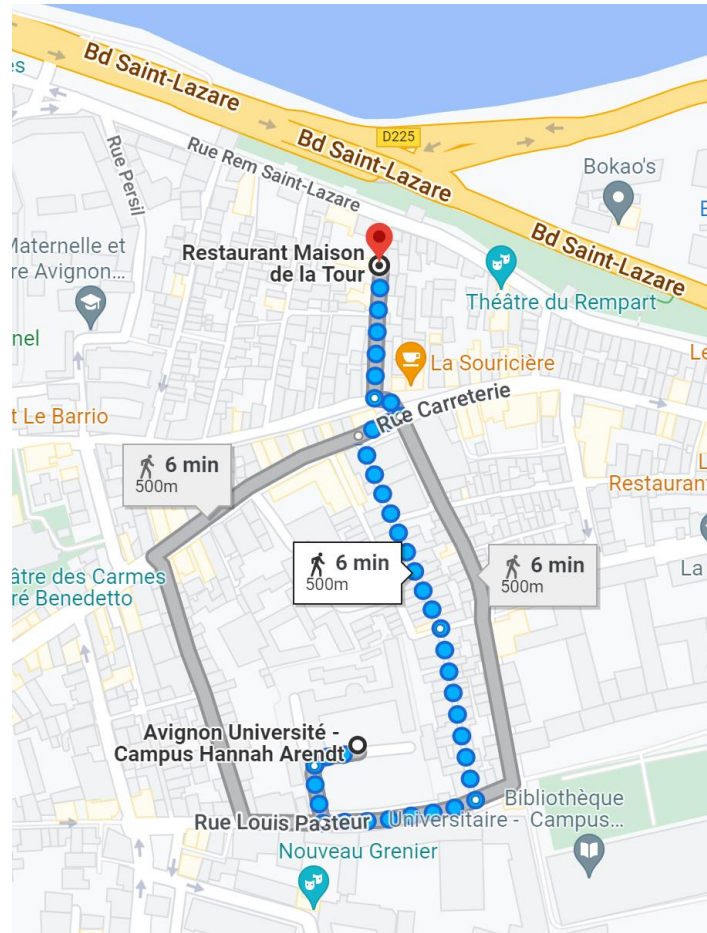 es
Bd Saint-Lazare
D225
Bd Saint-Lazare
Rue Rem Saint-Lazare
Rue Persil
Bokao's
E
Bd Saint-Lazare
Restaurant Maison
de la Tour
Maternelle et
re Avignon...
Théâtre du Rempart
nel
La Souricière
Le
Rue Carreterie
t Le Barrio
6 min
500m
L
Restaurant
6 min
500m
6 min
500m
La
âtre des Carmes
ré Benedetto
Avignon Université -
Campus Hannah Arendt
Bibliothèque
Universitaire - Campus...
Rue Louis Pasteur
Nouveau Grenier